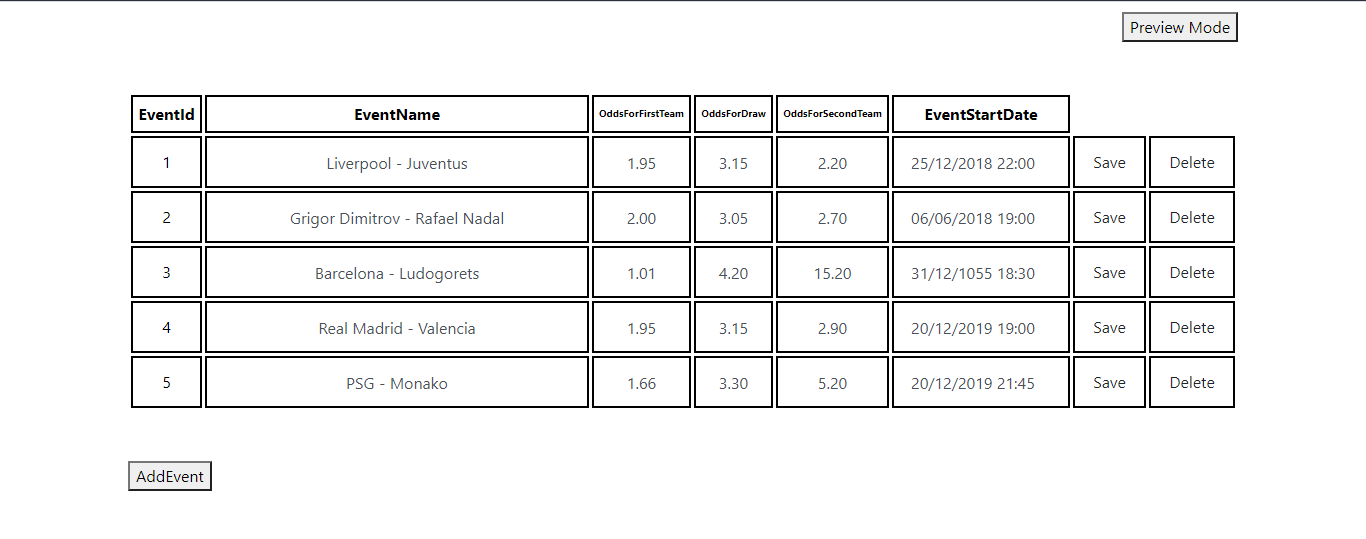 Preview Mode
EventId EventName OddsForFirstTeam OddsForDraw OddsForSecondTeam EventStartDate
1 Liverpool - Juventus 1.95 3.15 2.20 25/12/2018 22:00 Save Delete
2 Grigor Dimitrov - Rafael Nadal 2.00 3.05 2.70 06/06/2018 19:00 Save Delete
3 Barcelona - Ludogorets 1.01 4.20 15.20 31/12/1055 18:30 Save Delete
4 Real Madrid - Valencia 1.95 3.15 2.90 20/12/2019 19:00 Save Delete
5 PSG - Monako 1.66 3.30 5.20 20/12/2019 21:45 Save Delete
AddEvent